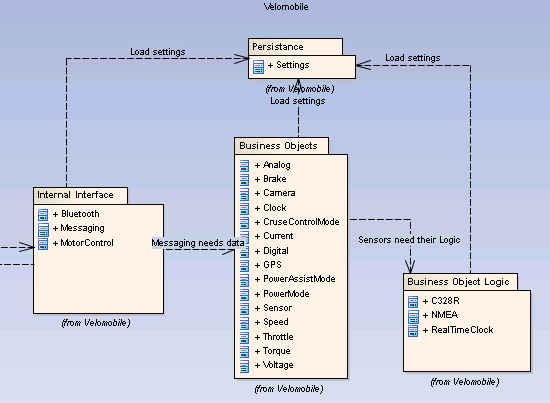 Velomobile
Persistance
+ Settings
(from Velomobile)
Load settings
Load settings
Load settings
Business Objects
+ Analog
+ Brake
+ Camera
+ Clock
+ CruseControlMode
+ Current
+ Digital
+ GPS
+ PowerAssistMode
+ PowerMode
+ Sensor
+ Speed
+ Throttle
+ Torque
+ Voltage
(from Velomobile)
Internal Interface
+ Bluetooth
+ Messaging
+ MotorControl
(from Velomobile)
Messaging needs data
Sensors need their Logic
Business Object Logic
+ C328R
+ NMEA
+ RealTimeClock
(from Velomobile)